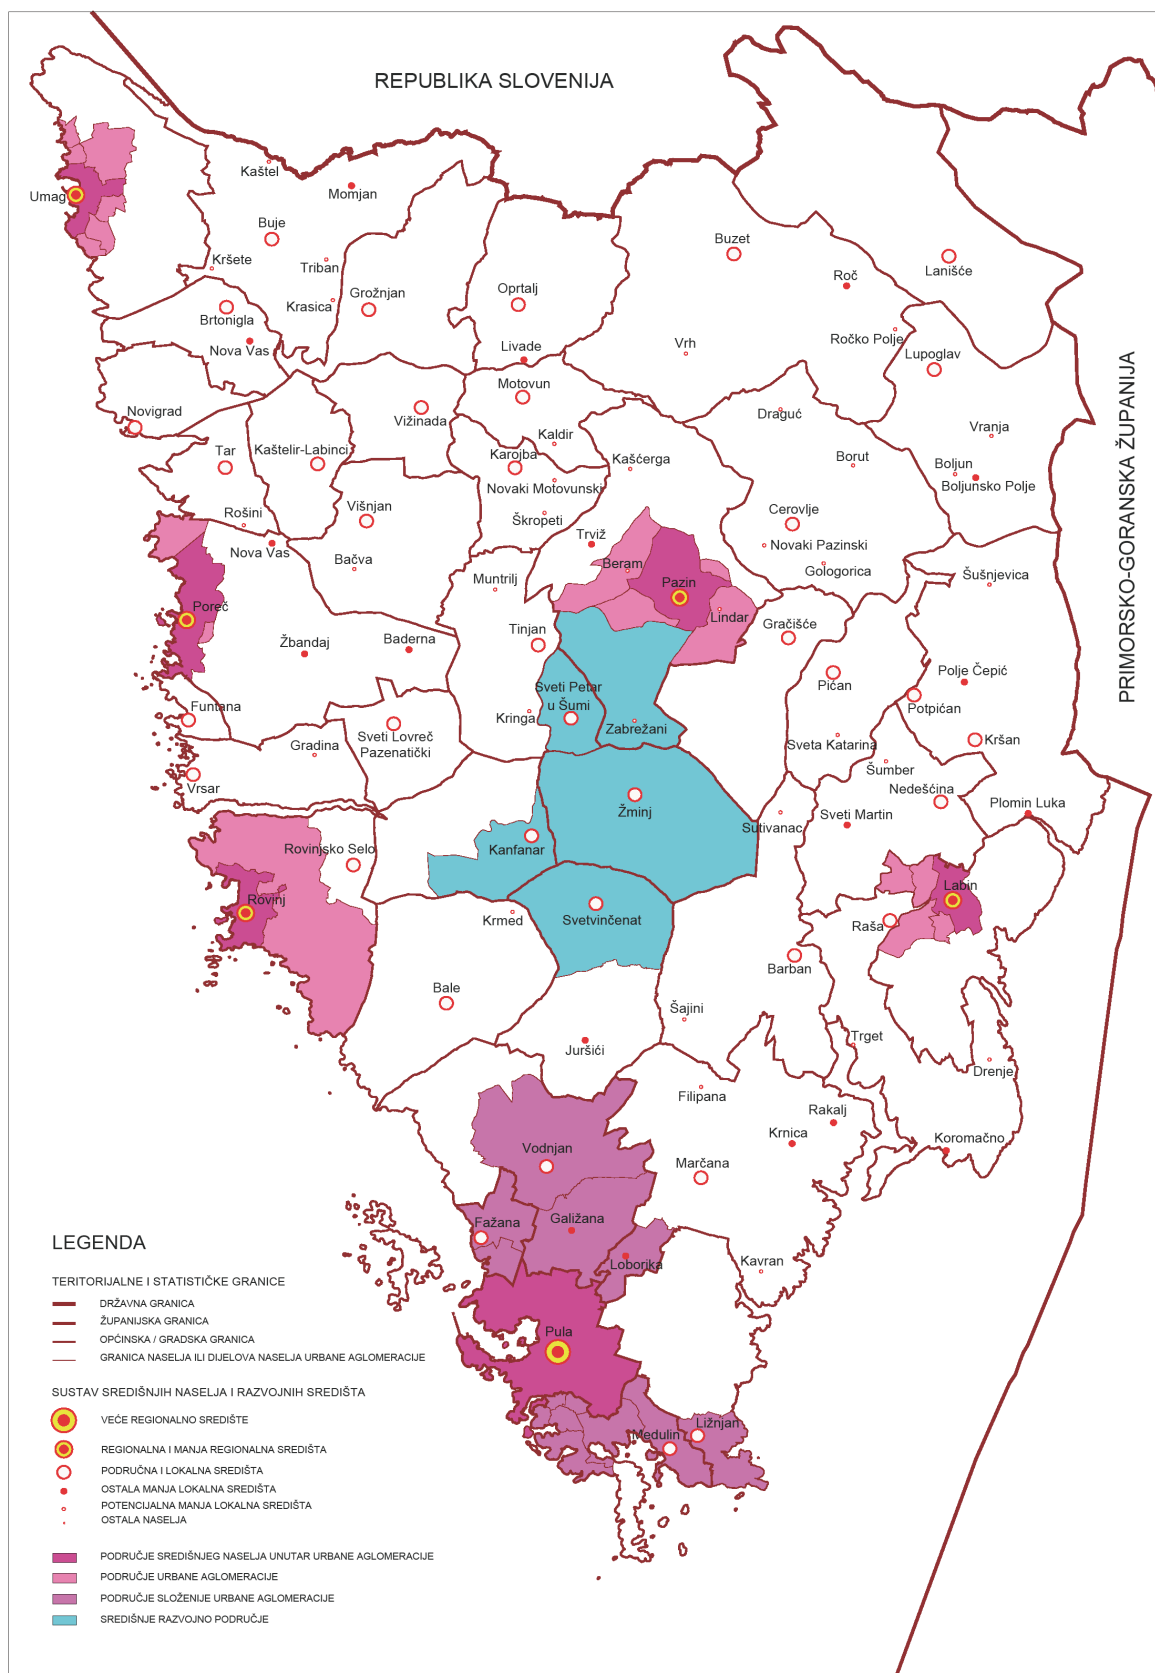 REPUBLIKA SLOVENIJA
PRIMORSKO-GORANSKA ŽUPANIJA
Kaštel
Momjan
Umag
Buje
Kršete
Triban
Krasica
Grožnjan
Oprtalj
Buzet
Roč
Lanišće
Brtonigla
Nova Vas
Livade
Vrh
Ročko Polje
Lupoglav
Novigrad
Vižinada
Motovun
Draguć
Vranja
Tar
Kaštelir-Labinci
Kaldir
Karojba
Kašćerga
Borut
Boljun
Boljunsko Polje
Novaki Motovunski
Rošini
Višnjan
Škropeti
Cerovlje
Nova Vas
Bačva
Trviž
Novaki Pazinski
Beram
Gologorica
Muntrilj
Pazin
Šušnjevica
Poreč
Lindar
Žbandaj
Baderna
Tinjan
Gračišće
Polje Čepić
Pićan
Sveti Petar
u Šumi
Potpićan
Funtana
Kringa
Zabrežani
Sveti Lovreč
Pazenatički
Gradina
Sveta Katarina
Kršan
Šumber
Vrsar
Nedešćina
Plomin Luka
Žminj
Sveti Martin
Sutivanac
Rovinjsko Selo
Kanfanar
Labin
Rovinj
Krmed
Svetvinčenat
Raša
Barban
Bale
Šajini
Juršići
Trget
Drenje
Filipana
Rakalj
Krnica
Koromačno
Vodnjan
Marčana
Fažana
Galižana
Loborika
Kavran
Pula
Ližnjan
Medulin
LEGENDA
TERITORIJALNE I STATISTIČKE GRANICE
DRŽAVNA GRANICA
ŽUPANIJSKA GRANICA
OPĆINSKA / GRADSKA GRANICA
GRANICA NASELJA ILI DIJELOVA NASELJA URBANE AGLOMERACIJE
SUSTAV SREDIŠNJIH NASELJA I RAZVOJNIH SREDIŠTA
VEĆE REGIONALNO SREDIŠTE
REGIONALNA I MANJA REGIONALNA SREDIŠTA
PODRUČNA I LOKALNA SREDIŠTA
OSTALA MANJA LOKALNA SREDIŠTA
POTENCIJALNA MANJA LOKALNA SREDIŠTA
OSTALA NASELJA
PODRUČJE SREDIŠNJEG NASELJA UNUTAR URBANE AGLOMERACIJE
PODRUČJE URBANE AGLOMERACIJE
PODRUČJE SLOŽENIJE URBANE AGLOMERACIJE
SREDIŠNJE RAZVOJNO PODRUČJE